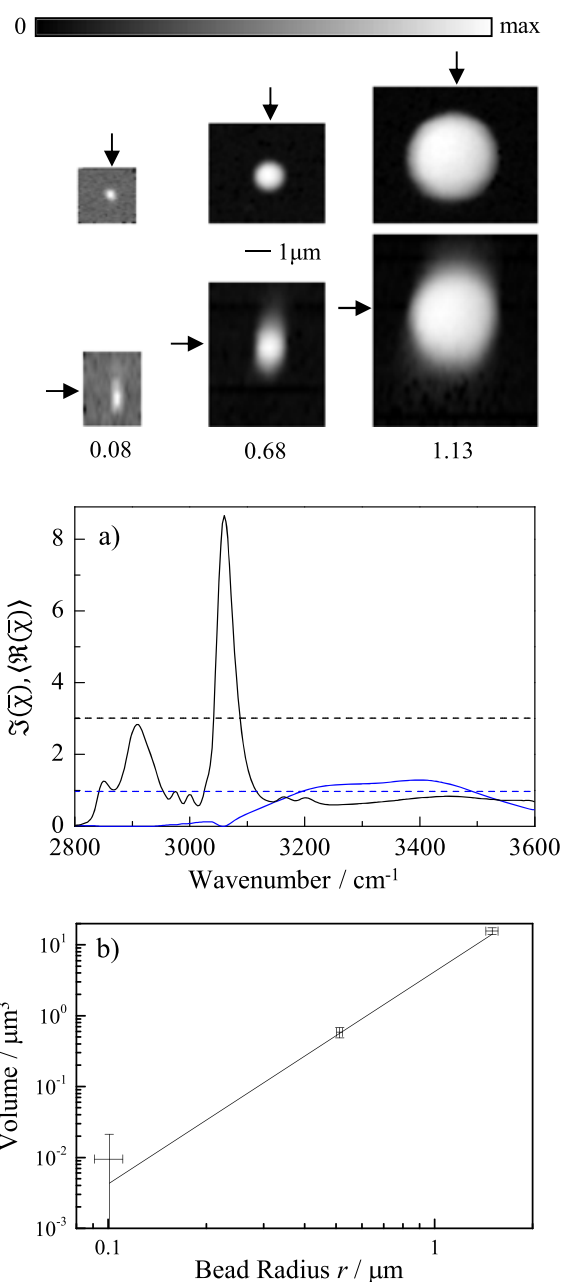 0 max
1μm
0.08 0.68 1.13
a)
ℑ(χ̅),⟨ℜ(χ̅)⟩
8
6
4
2
0
2800 3000 3200 3400 3600
Wavenumber / cm⁻¹
b)
Volume / μm³
10¹
10⁰
10⁻¹
10⁻²
10⁻³
0.1 1
Bead Radius r / μm